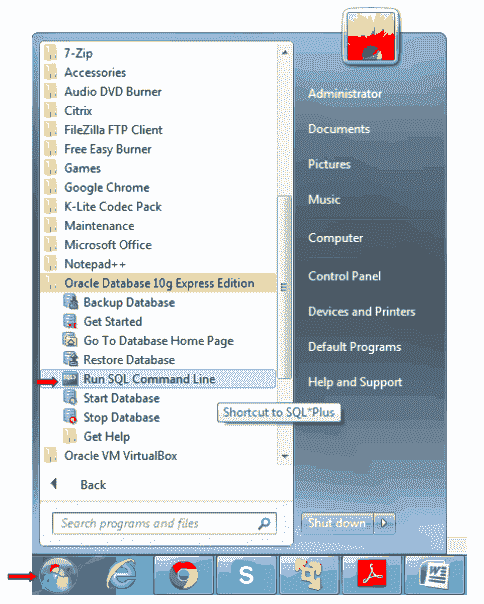 7-Zip
Accessories
Audio DVD Burner
Citrix
FileZilla FTP Client
Free Easy Burner
Games
Google Chrome
K-Lite Codec Pack
Maintenance
Microsoft Office
Notepad++
Oracle Database 10g Express Edition
Backup Database
Get Started
Go To Database Home Page
Restore Database
Run SQL Command Line
Start Database
Stop Database
Get Help
Oracle VM VirtualBox
Back
Search programs and files
Administrator
Documents
Pictures
Music
Computer
Control Panel
Devices and Printers
Default Programs
Help and Support
Shortcut to SQL*Plus
Shut down
S
W